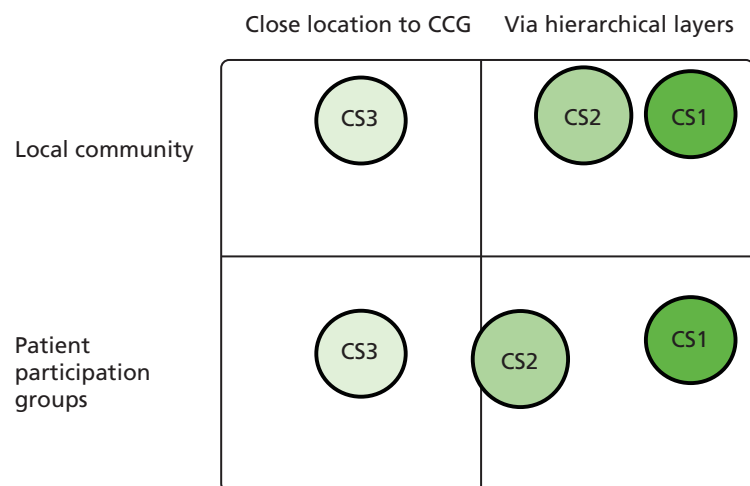 Close location to CCG
Via hierarchical layers
Local community
CS3
CS2
CS1
Patient
participation
groups
CS3
CS2
CS1